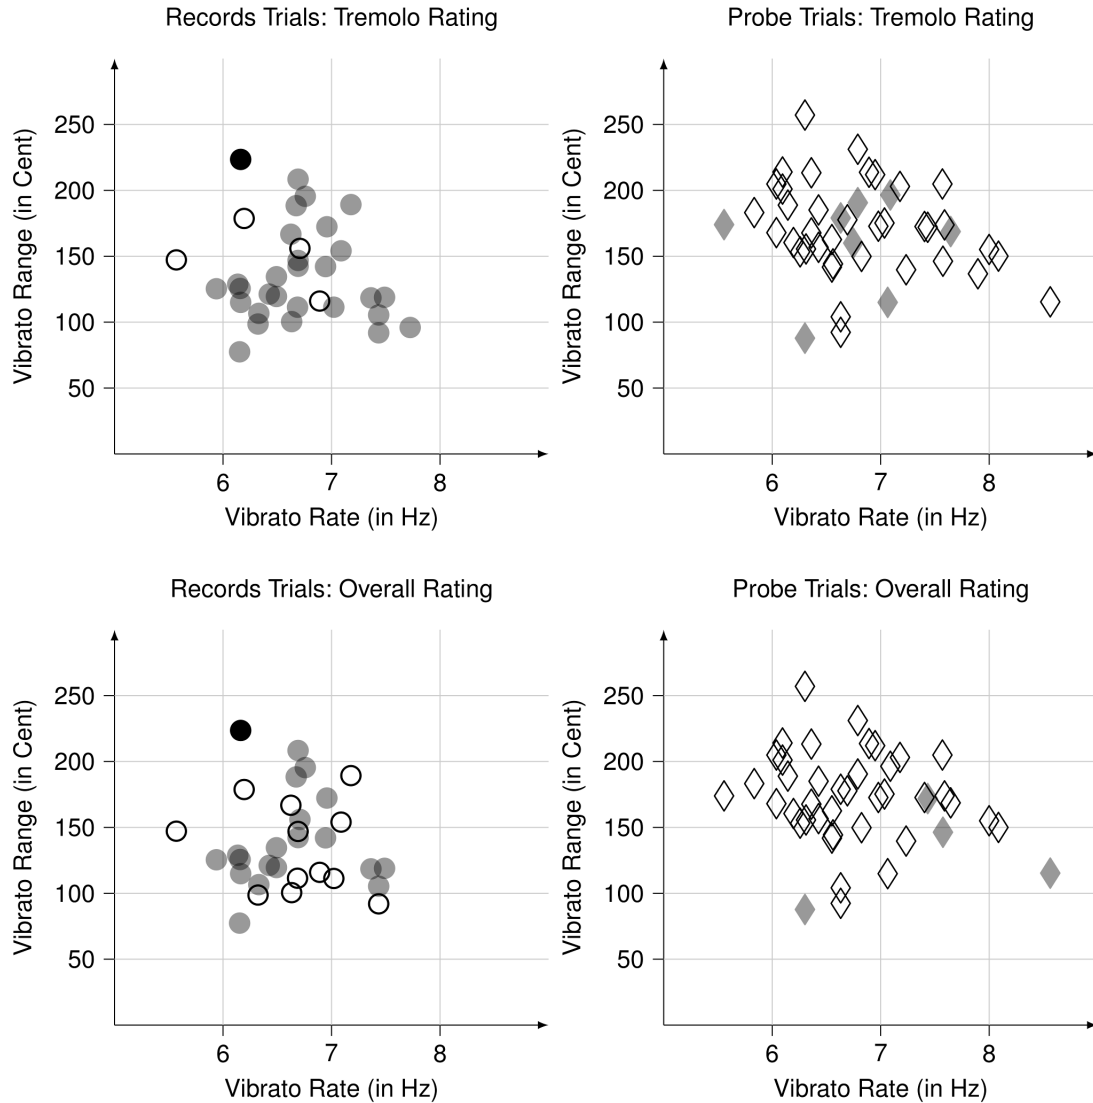 Records Trials: Tremolo Rating
Vibrato Range (in Cent)
250
200
150
100
50
6 7 8
Vibrato Rate (in Hz)
Probe Trials: Tremolo Rating
Vibrato Range (in Cent)
250
200
150
100
50
6 7 8
Vibrato Rate (in Hz)
Records Trials: Overall Rating
Vibrato Range (in Cent)
250
200
150
100
50
6 7 8
Vibrato Rate (in Hz)
Probe Trials: Overall Rating
Vibrato Range (in Cent)
250
200
150
100
50
6 7 8
Vibrato Rate (in Hz)